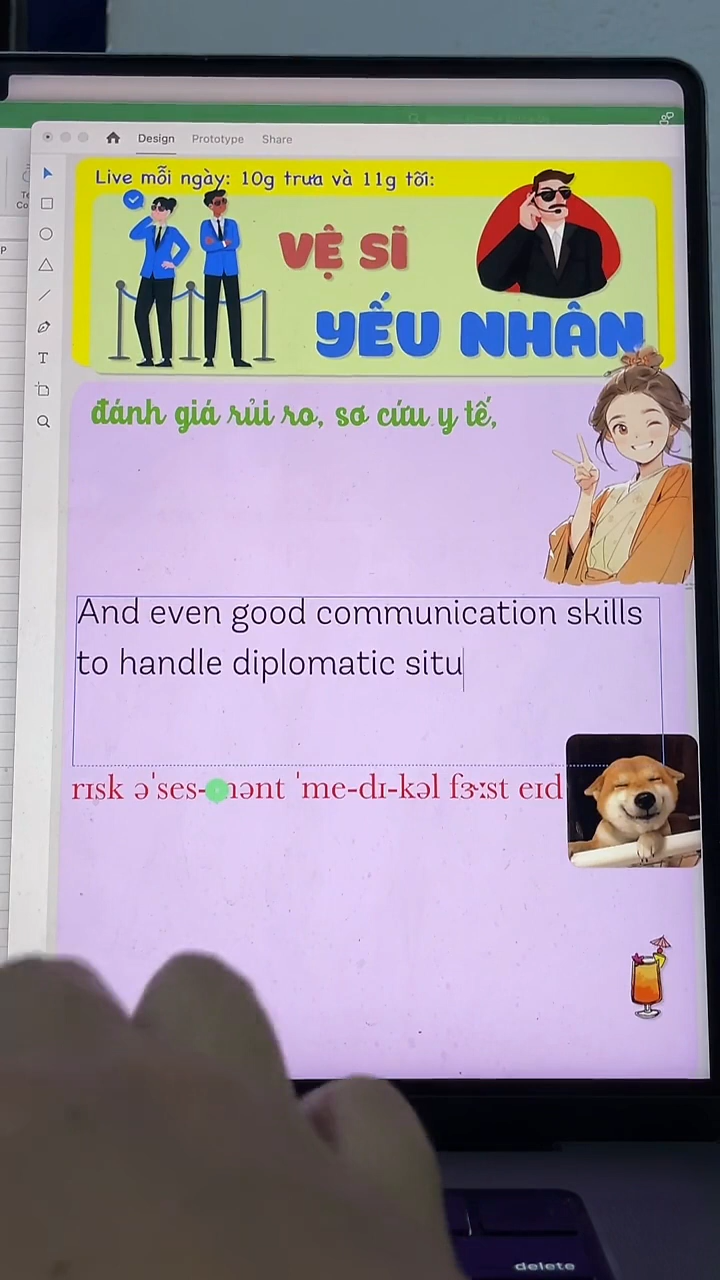 Design Prototype Share
Live mỗi ngày: 10g trưa và 11g tối:
VỆ SĨ
YẾU NHÂN
đánh giá rủi ro, sơ cứu y tế,
And even good communication skills
to handle diplomatic situ
rɪsk əˈses- ˈme-dɪ-kəl fɝːst eɪd
delete